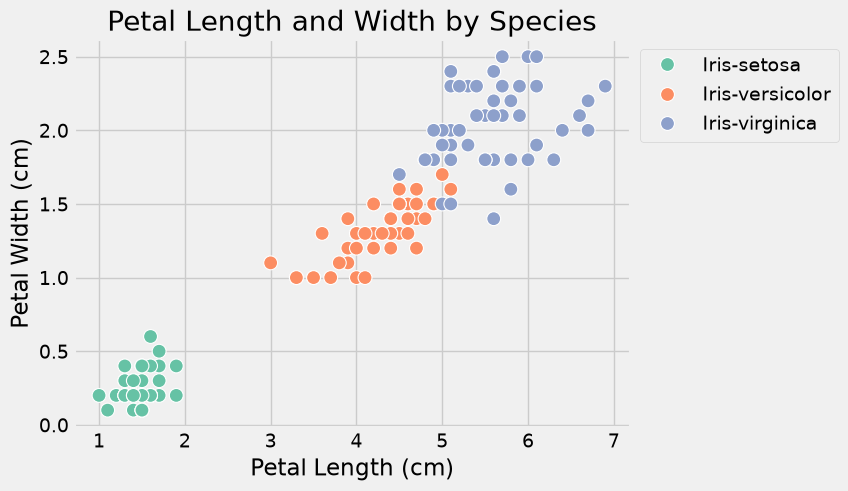 Petal Length and Width by Species
2.5
2.0
1.5
1.0
0.5
0.0
Petal Width (cm)
1 2 3 4 5 6 7
Petal Length (cm)
Iris-setosa
Iris-versicolor
Iris-virginica